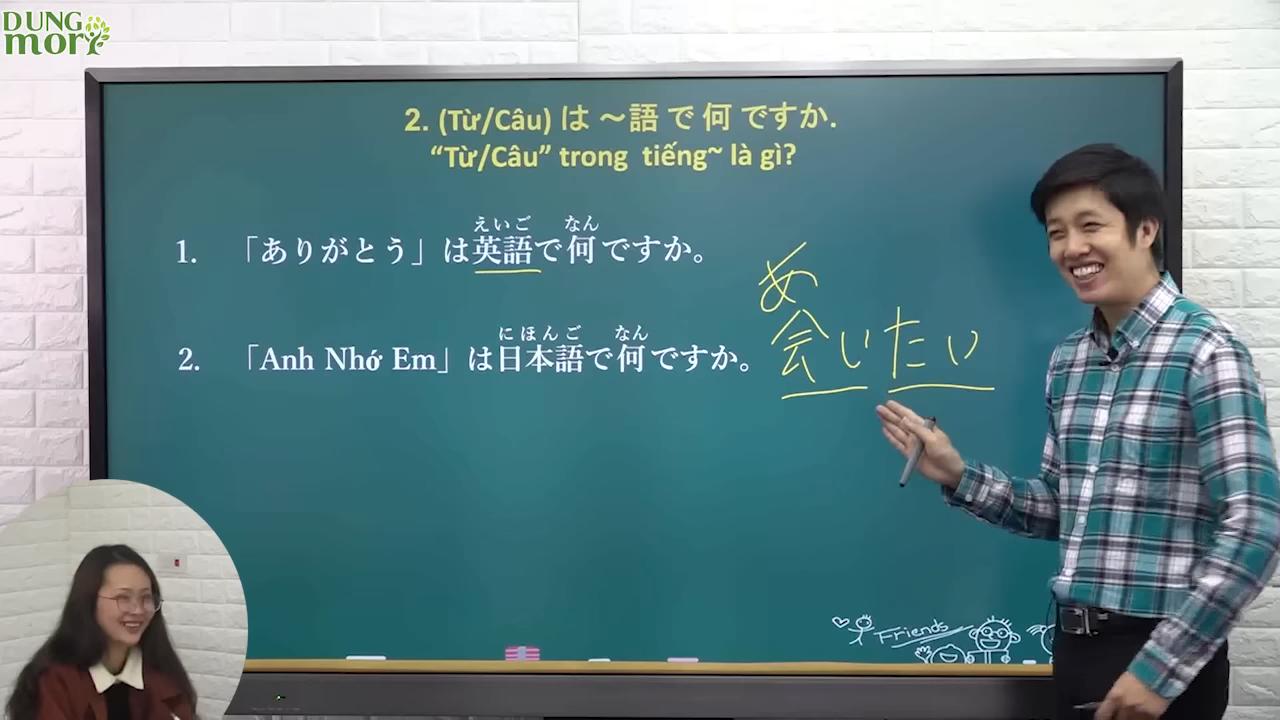 DUNG
mori
2. (Từ/Câu) は ～語 で 何 ですか.
“Từ/Câu” trong tiếng~ là gì?
えいご なん
1. 「ありがとう」は英語で何ですか。
にほんご なん
2. 「Anh Nhớ Em」は日本語で何ですか。
あ
会いたい
Friends